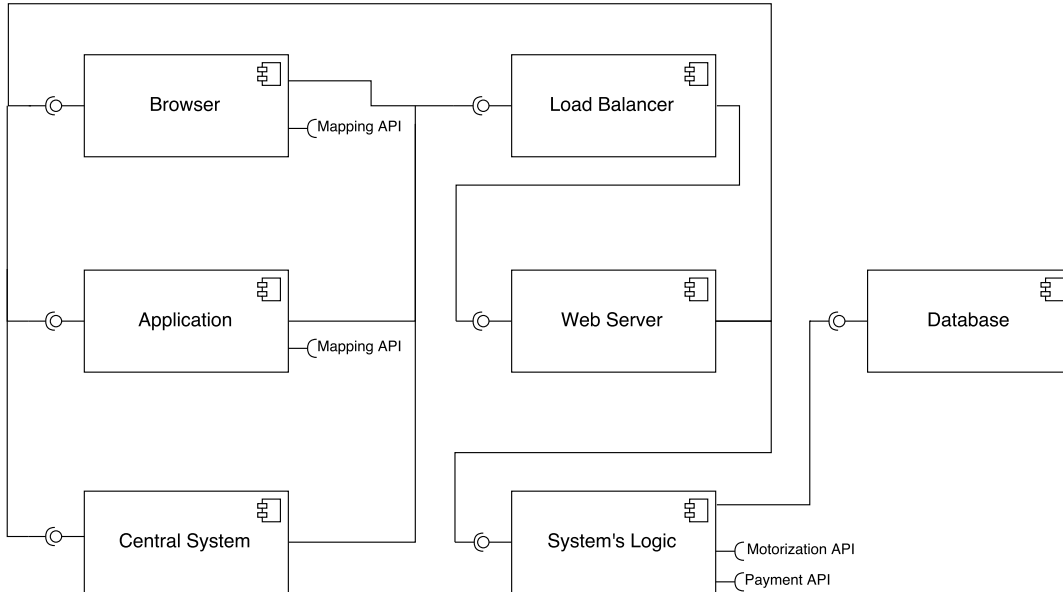 Browser
Load Balancer
Mapping API
Application
Web Server
Database
Mapping API
Central System
System's Logic
Motorization API
Payment API